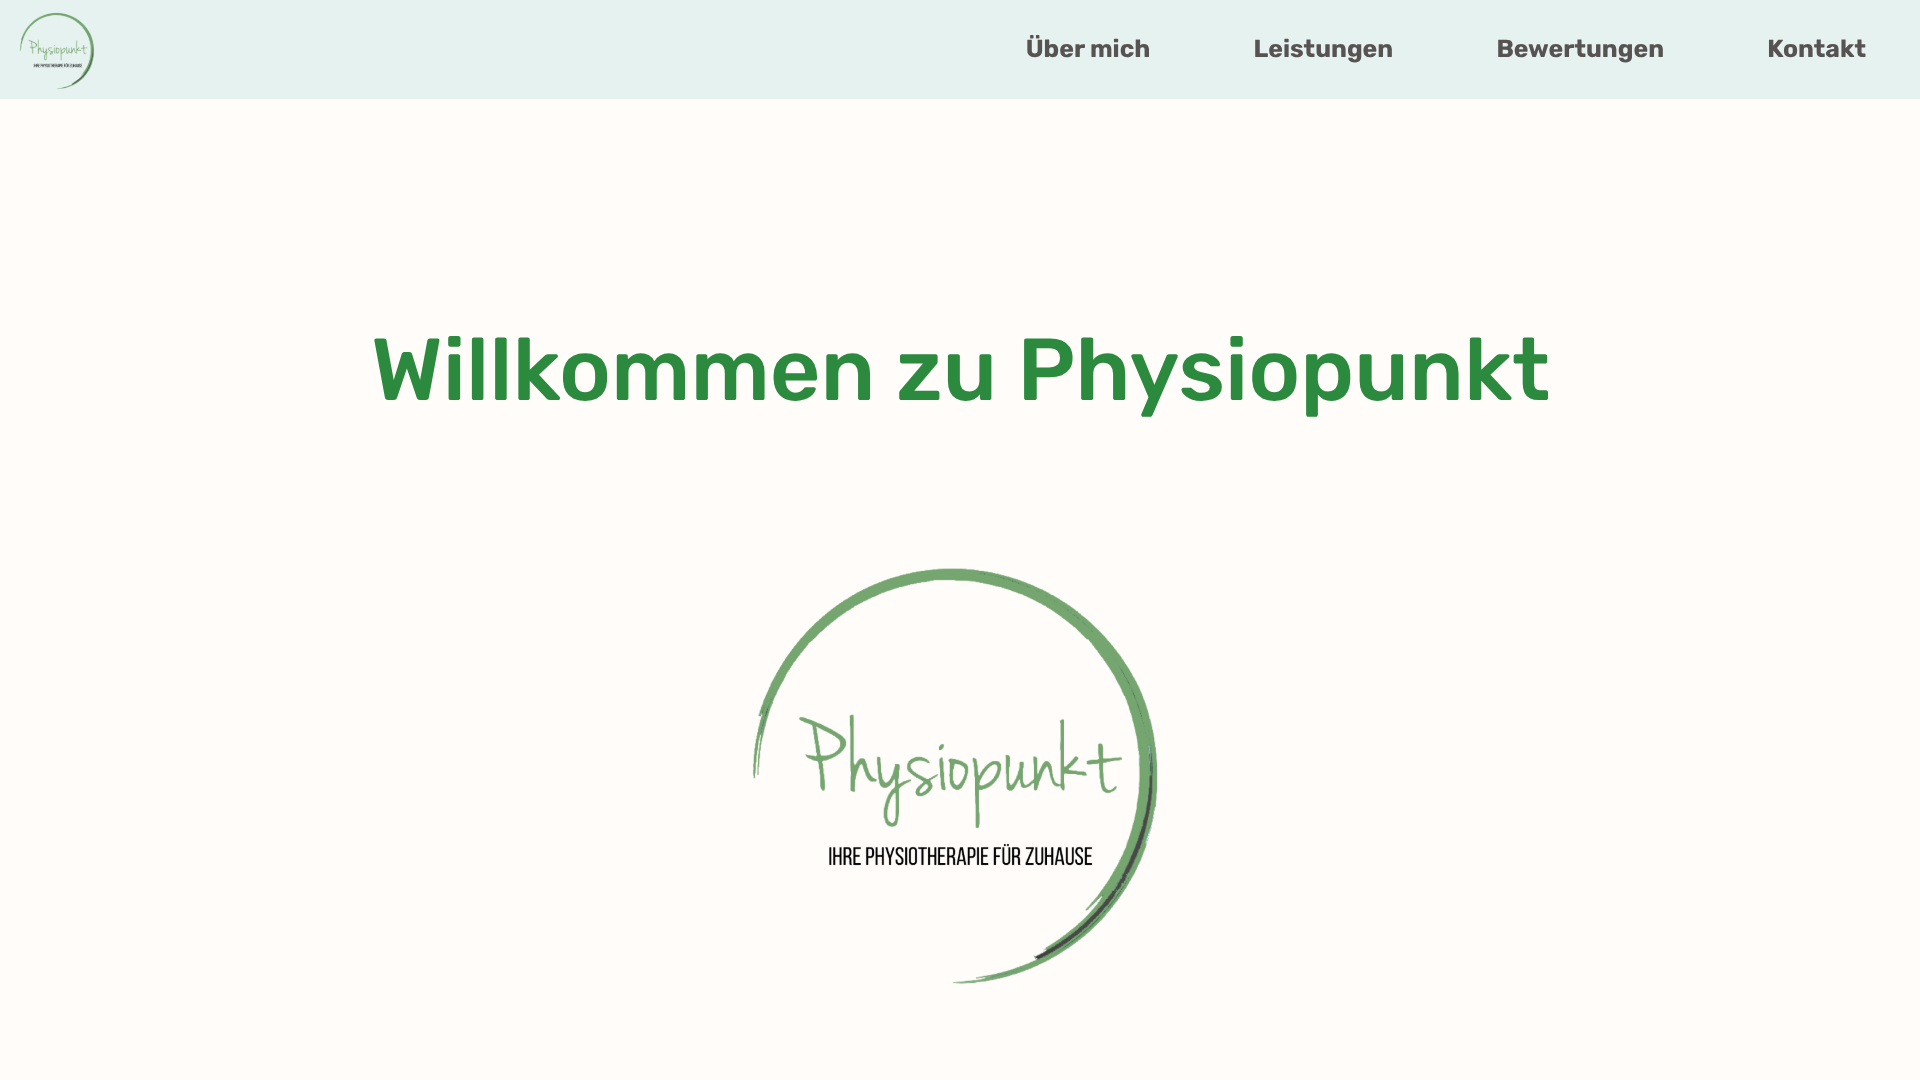 Physiopunkt
IHRE PHYSIOTHERAPIE FÜR ZUHAUSE
Über mich
Leistungen
Bewertungen
Kontakt
Willkommen zu Physiopunkt
Physiopunkt
IHRE PHYSIOTHERAPIE FÜR ZUHAUSE